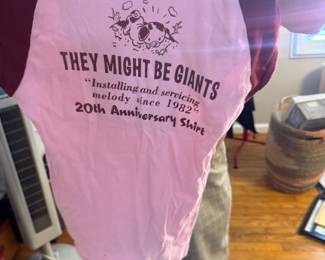 THEY MIGHT BE GIANTS
"Installing and servicing
melody since 1982"
20th Anniversary Shirt